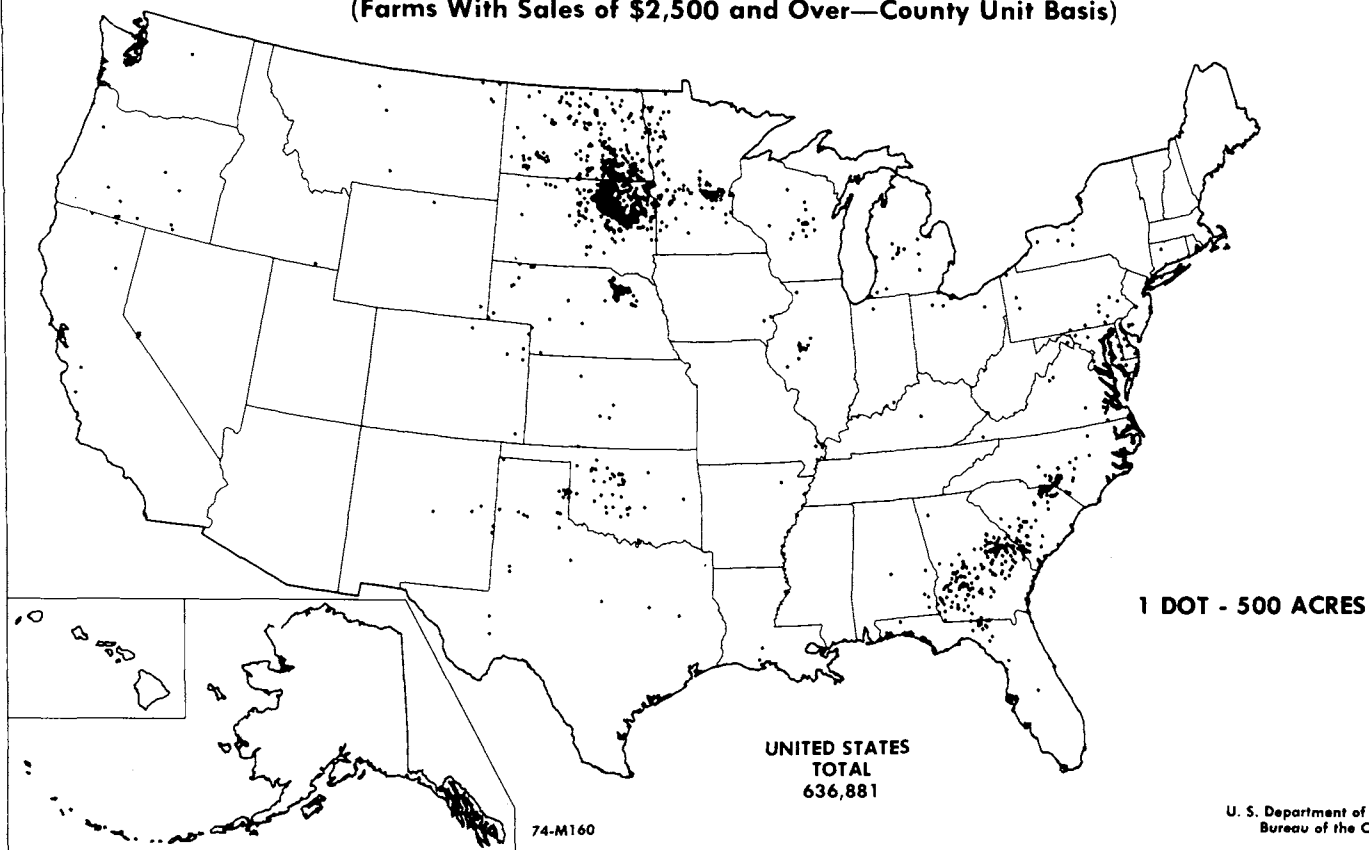 (Farms With Sales of $2,500 and Over—County Unit Basis)
1 DOT - 500 ACRES
UNITED STATES
TOTAL
636,881
74-M160
U. S. Department of
Bureau of the C